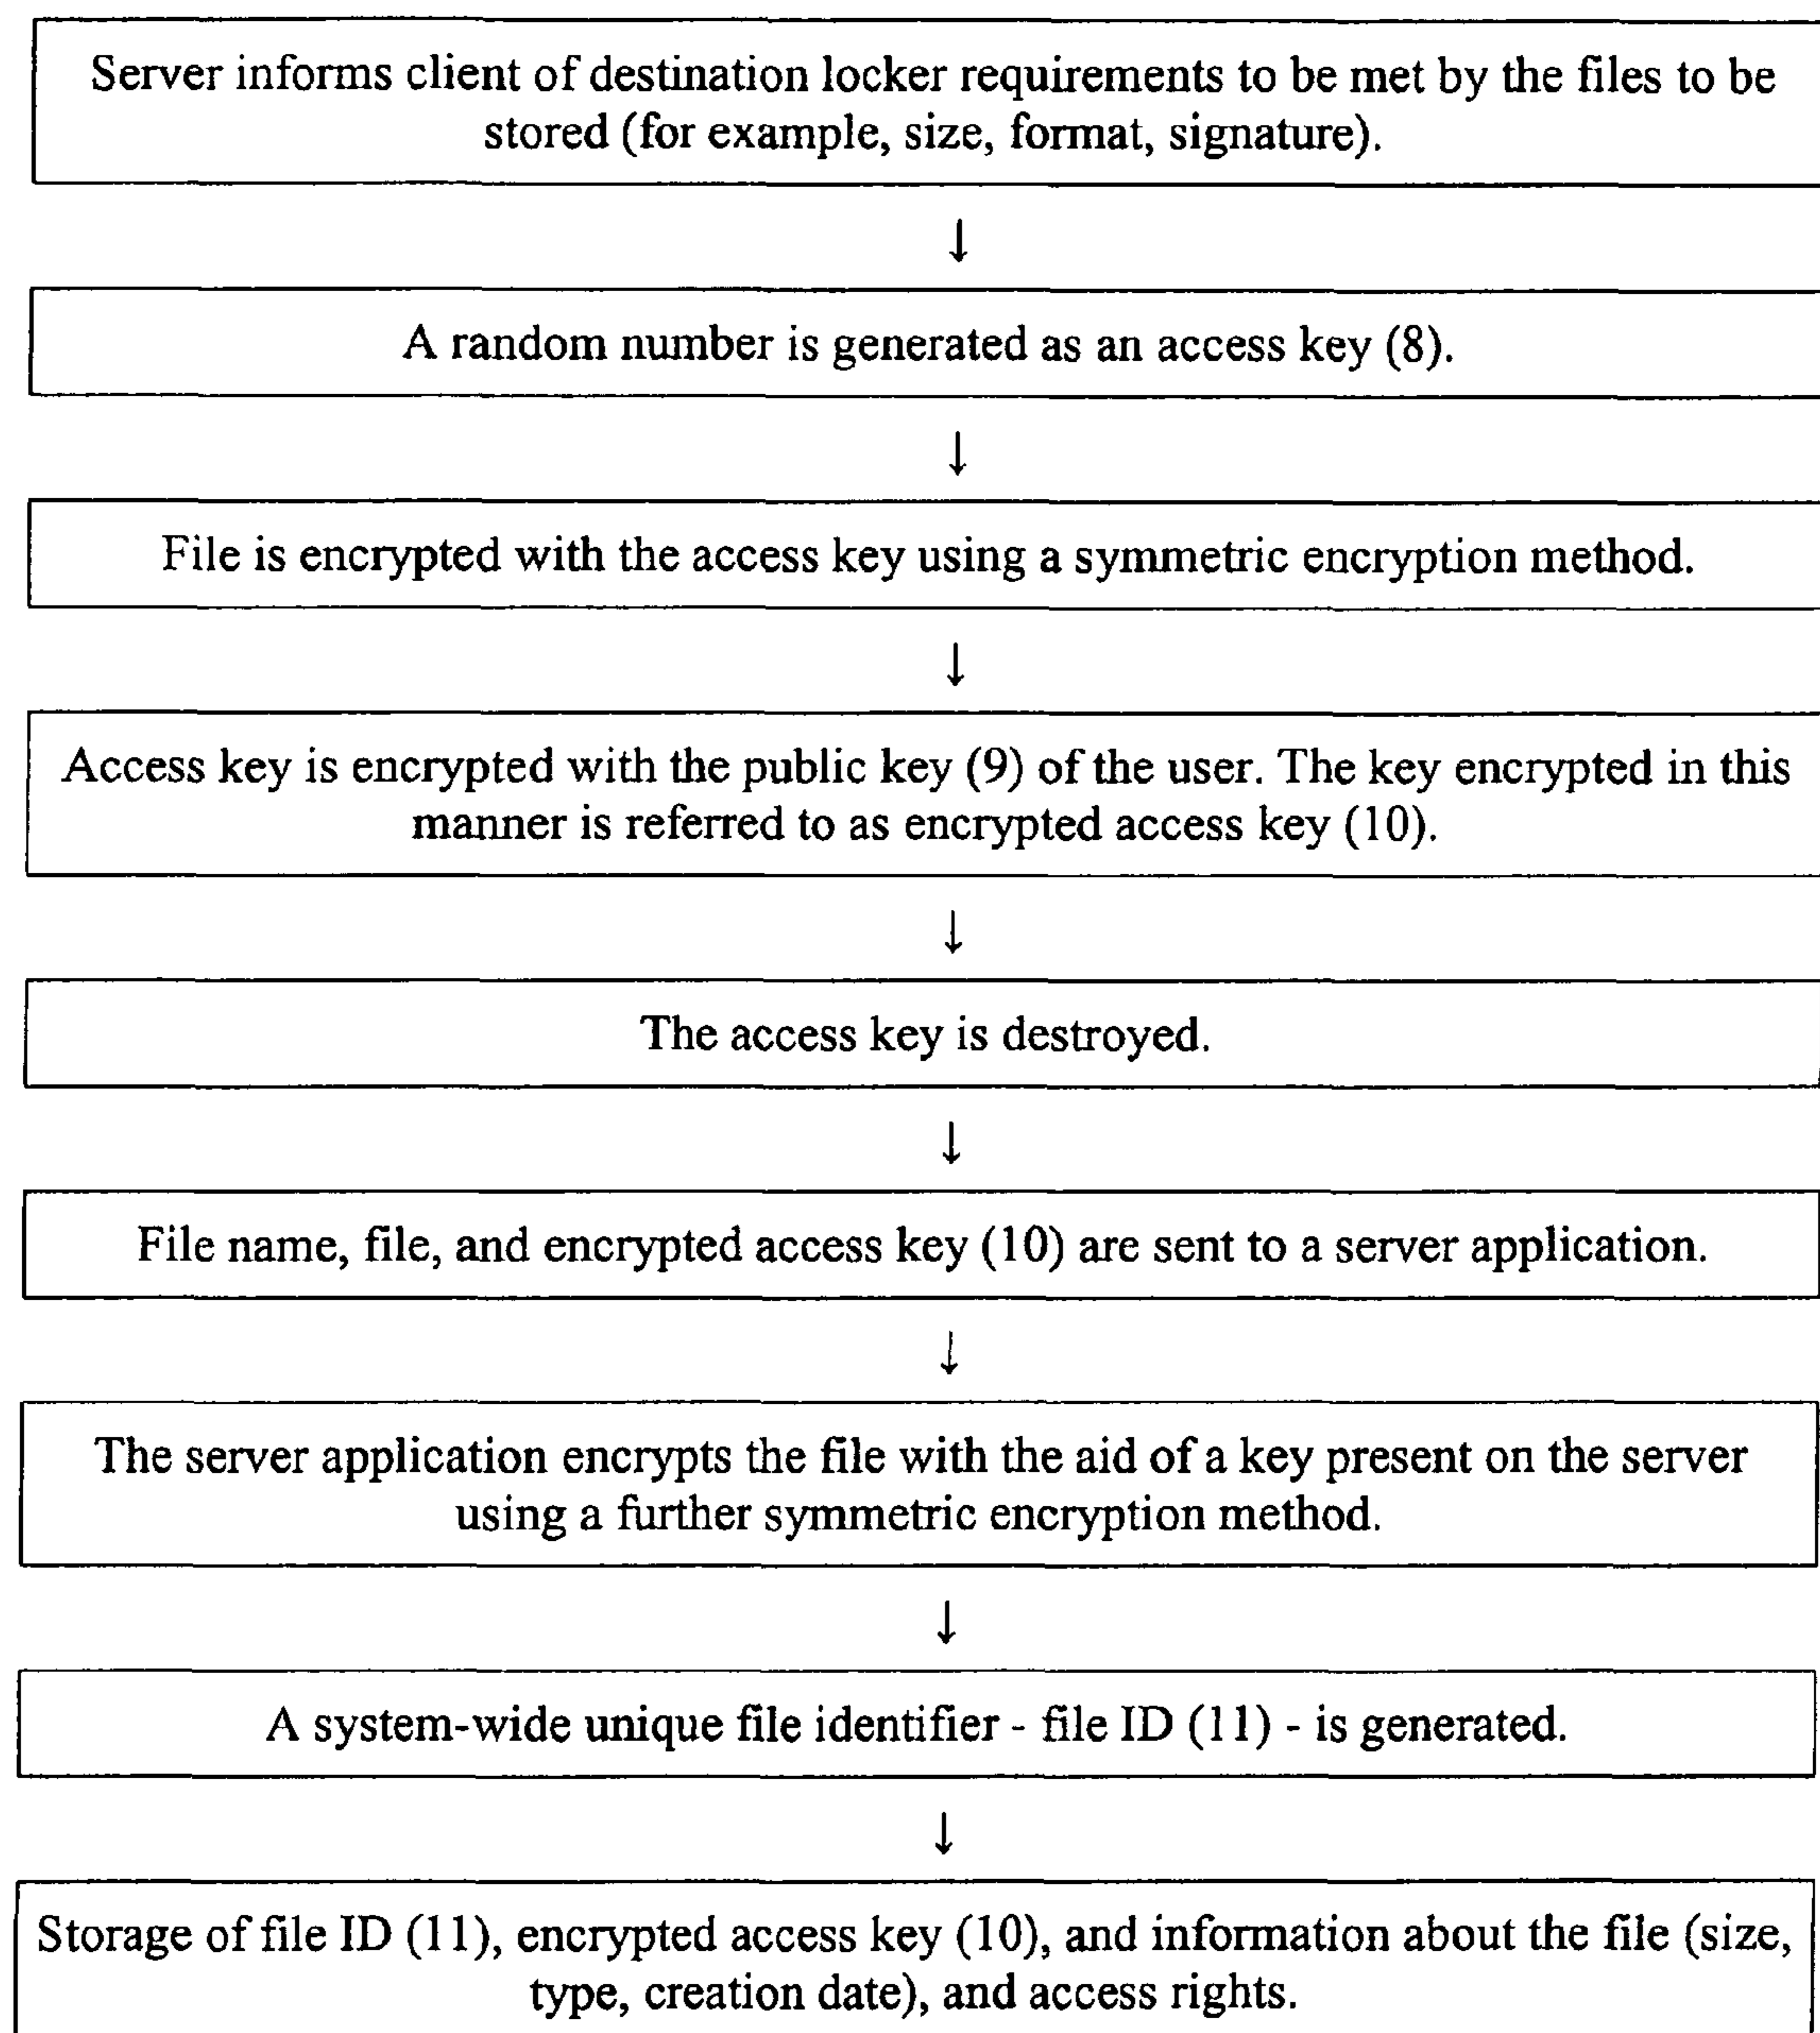 Server informs client of destination locker requirements to be met by the files to be
stored (for example, size, format, signature).
↓
A random number is generated as an access key (8).
↓
File is encrypted with the access key using a symmetric encryption method.
↓
Access key is encrypted with the public key (9) of the user. The key encrypted in this
manner is referred to as encrypted access key (10).
↓
The access key is destroyed.
↓
File name, file, and encrypted access key (10) are sent to a server application.
↓
The server application encrypts the file with the aid of a key present on the server
using a further symmetric encryption method.
↓
A system-wide unique file identifier - file ID (11) - is generated.
↓
Storage of file ID (11), encrypted access key (10), and information about the file (size,
type, creation date), and access rights.